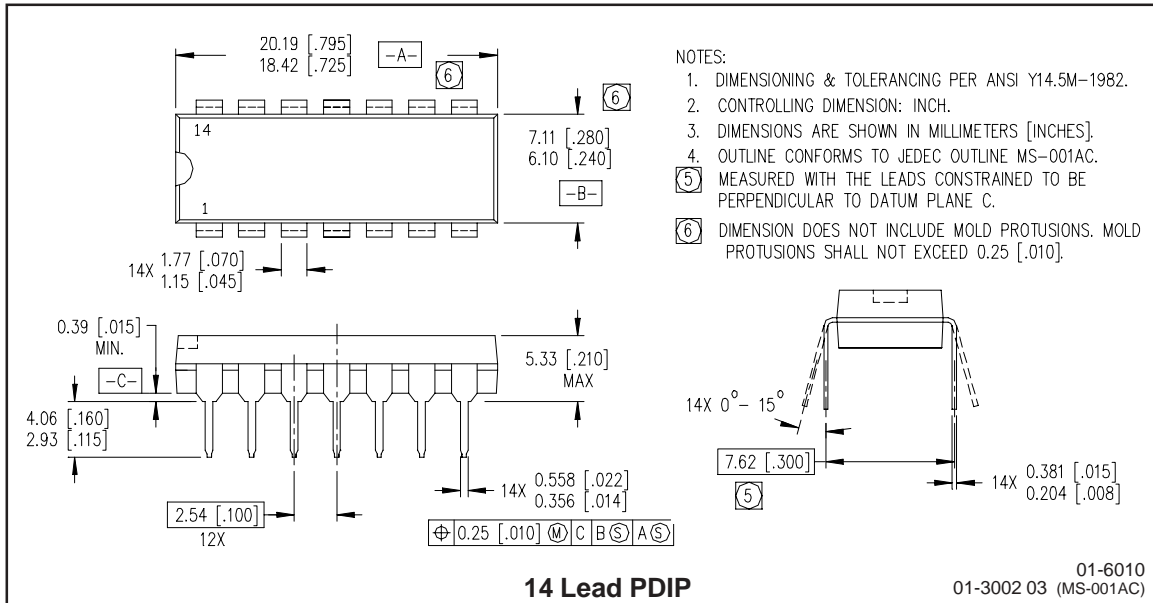 20.19 [.795]
18.42 [.725]
-A-
6
14
1
7.11 [.280]
6.10 [.240]
6
-B-
14X 1.77 [.070]
1.15 [.045]
NOTES:
1. DIMENSIONING & TOLERANCING PER ANSI Y14.5M-1982.
2. CONTROLLING DIMENSION: INCH.
3. DIMENSIONS ARE SHOWN IN MILLIMETERS [INCHES].
4. OUTLINE CONFORMS TO JEDEC OUTLINE MS-001AC.
5 MEASURED WITH THE LEADS CONSTRAINED TO BE
PERPENDICULAR TO DATUM PLANE C.
6 DIMENSION DOES NOT INCLUDE MOLD PROTUSIONS. MOLD
PROTUSIONS SHALL NOT EXCEED 0.25 [.010].
0.39 [.015]
MIN.
-C-
4.06 [.160]
2.93 [.115]
5.33 [.210]
MAX
2.54 [.100]
12X
14X 0.558 [.022]
0.356 [.014]
⌖ 0.25 [.010] Ⓜ C B Ⓢ A Ⓢ
14X 0°- 15°
7.62 [.300]
5
14X 0.381 [.015]
0.204 [.008]
14 Lead PDIP
01-6010
01-3002 03 (MS-001AC)